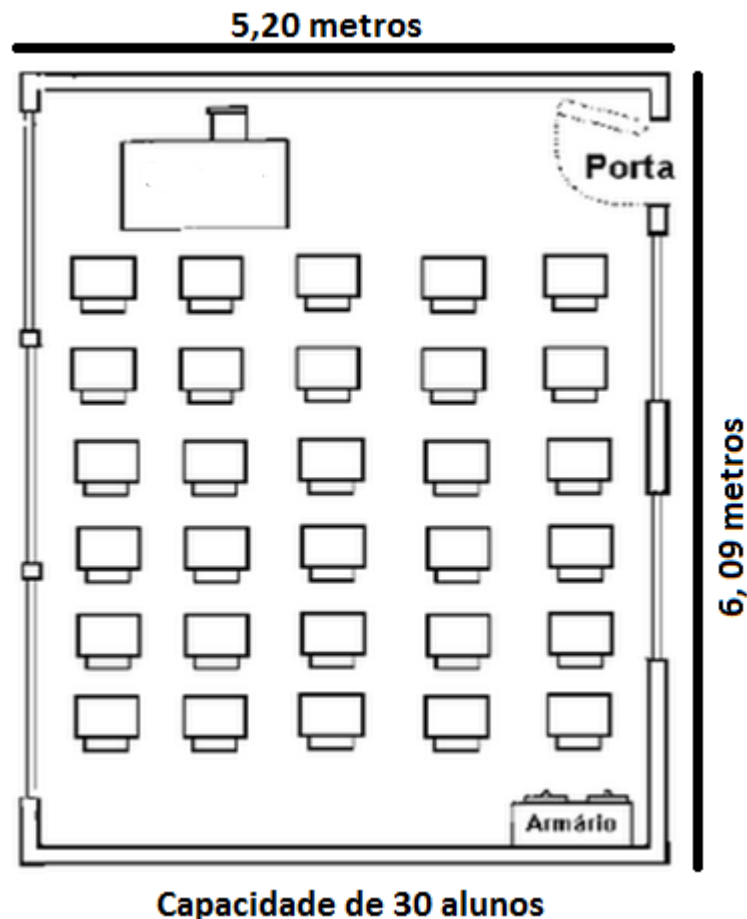 5,20 metros
Porta
6, 09 metros
Armário
Capacidade de 30 alunos